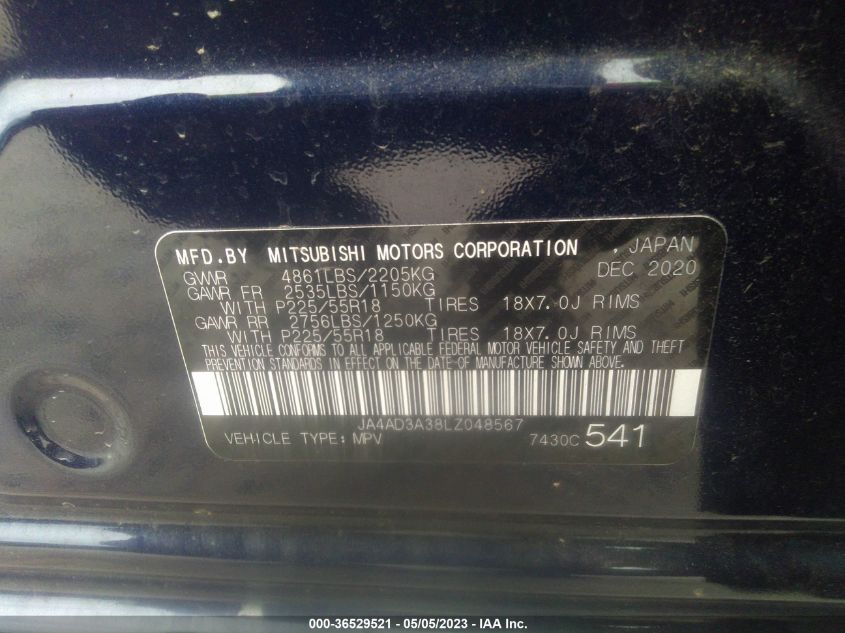 MFD.BY MITSUBISHI MOTORS CORPORATION , JAPAN
GVWR 4861LBS/2205KG DEC 2020
GAWR FR 2535LBS/1150KG
WITH P225/55R18 TIRES 18X7.0J RIMS
GAWR RR 2756LBS/1250KG
WITH P225/55R18 TIRES 18X7.0J RIMS
THIS VEHICLE CONFORMS TO ALL APPLICABLE FEDERAL MOTOR VEHICLE SAFETY AND THEFT
PREVENTION STANDARDS IN EFFECT ON THE DATE OF MANUFACTURE SHOWN ABOVE.
JA4AD3A38LZ048567
VEHICLE TYPE: MPV 7430C 541
000-36529521 - 05/05/2023 - IAA Inc.